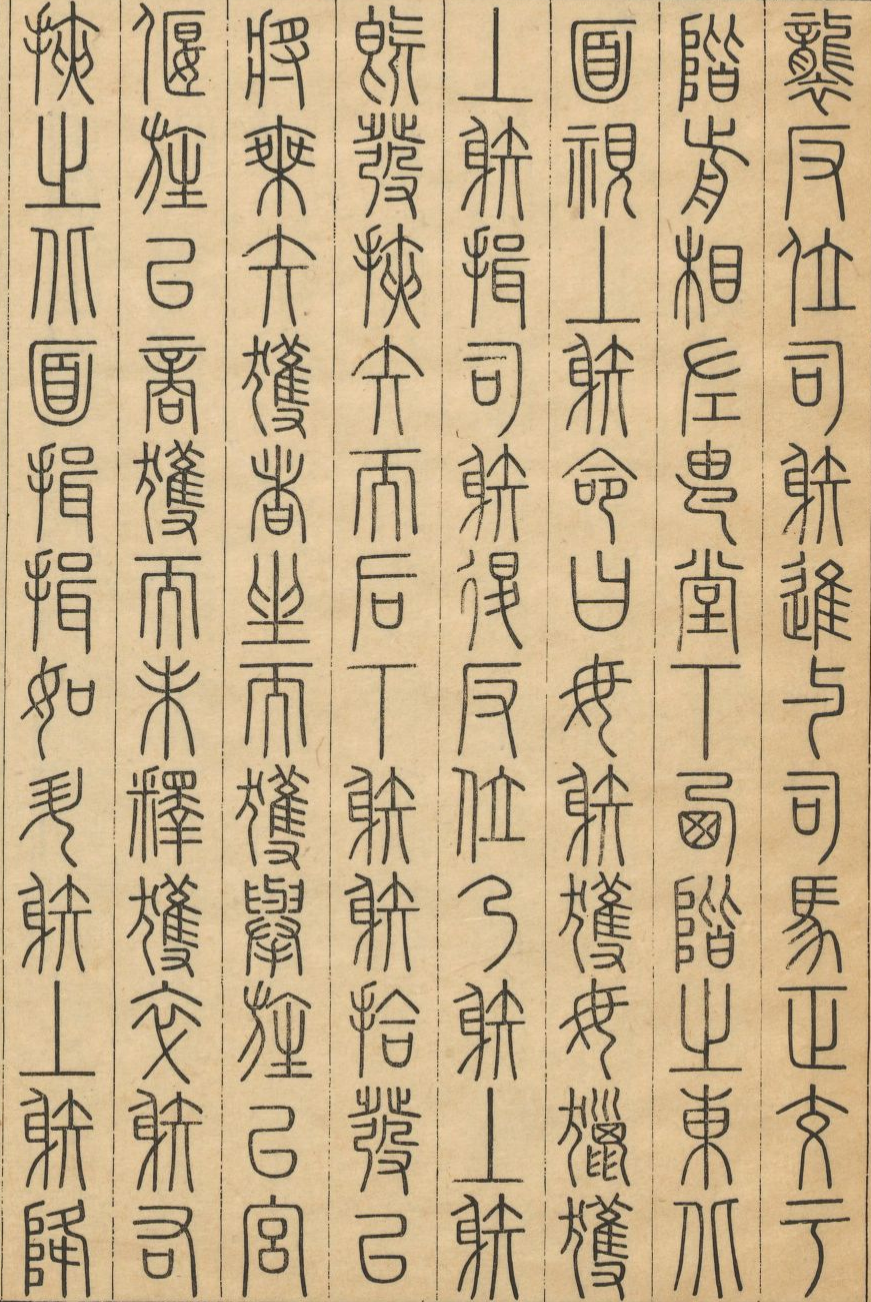 襲反位司射進与司馬正交于
階前相左由堂下西階之東北
面視上射命曰毋射獲毋獵獲
上射揖司射退反位乃射上射
既發挾矢而后下射射拾發以
將乘矢獲者坐而獲舉旌以宮
偃旌以商獲而未釋獲卒射右
挾之北面揖揖如升射上射降